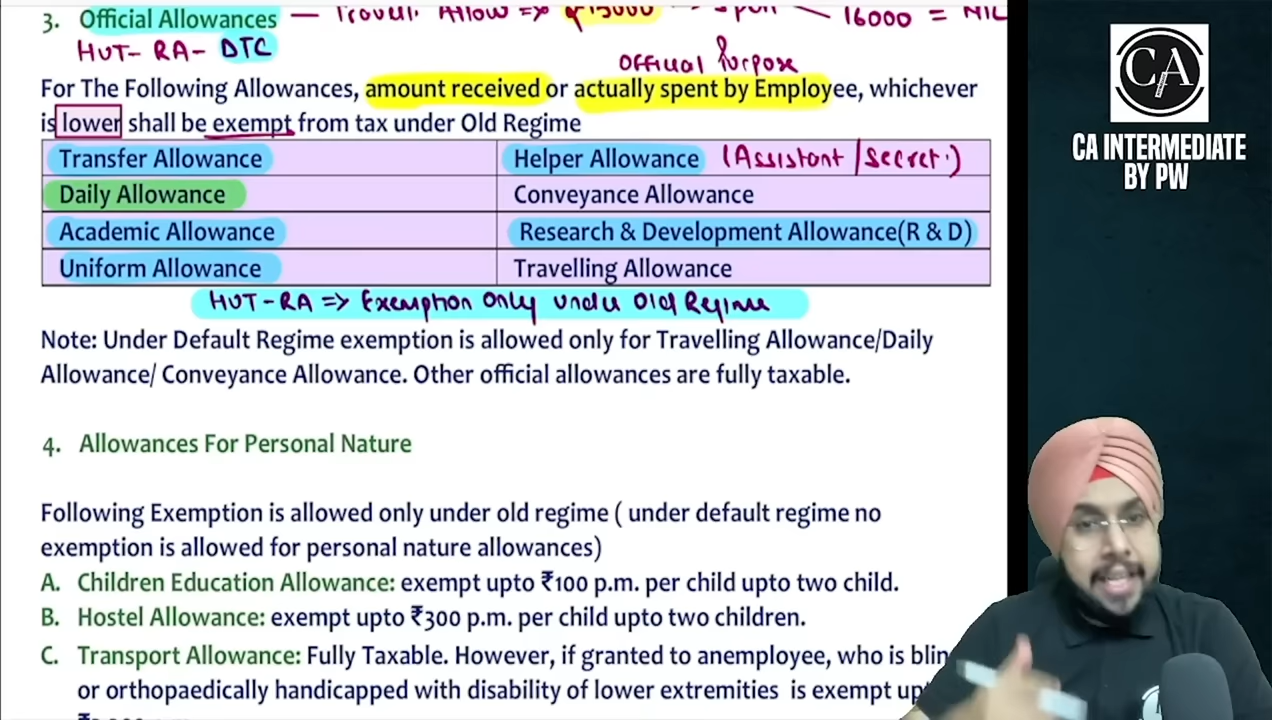 3. Official Allowances — Travell. Allow => ₹15000 16000 = NIL
HUT- RA- DTC
Official Purpose
For The Following Allowances, amount received or actually spent by Employee, whichever
is lower shall be exempt from tax under Old Regime
Transfer Allowance Helper Allowance (Assistant / Secret.)
Daily Allowance Conveyance Allowance
Academic Allowance Research & Development Allowance(R & D)
Uniform Allowance Travelling Allowance
HUT-RA => Exemption Only under Old Regime
Note: Under Default Regime exemption is allowed only for Travelling Allowance/Daily
Allowance/ Conveyance Allowance. Other official allowances are fully taxable.
4. Allowances For Personal Nature
Following Exemption is allowed only under old regime ( under default regime no
exemption is allowed for personal nature allowances)
A. Children Education Allowance: exempt upto ₹100 p.m. per child upto two child.
B. Hostel Allowance: exempt upto ₹300 p.m. per child upto two children.
C. Transport Allowance: Fully Taxable. However, if granted to anemployee, who is blin
or orthopaedically handicapped with disability of lower extremities is exempt up
CA
CA INTERMEDIATE
BY PW